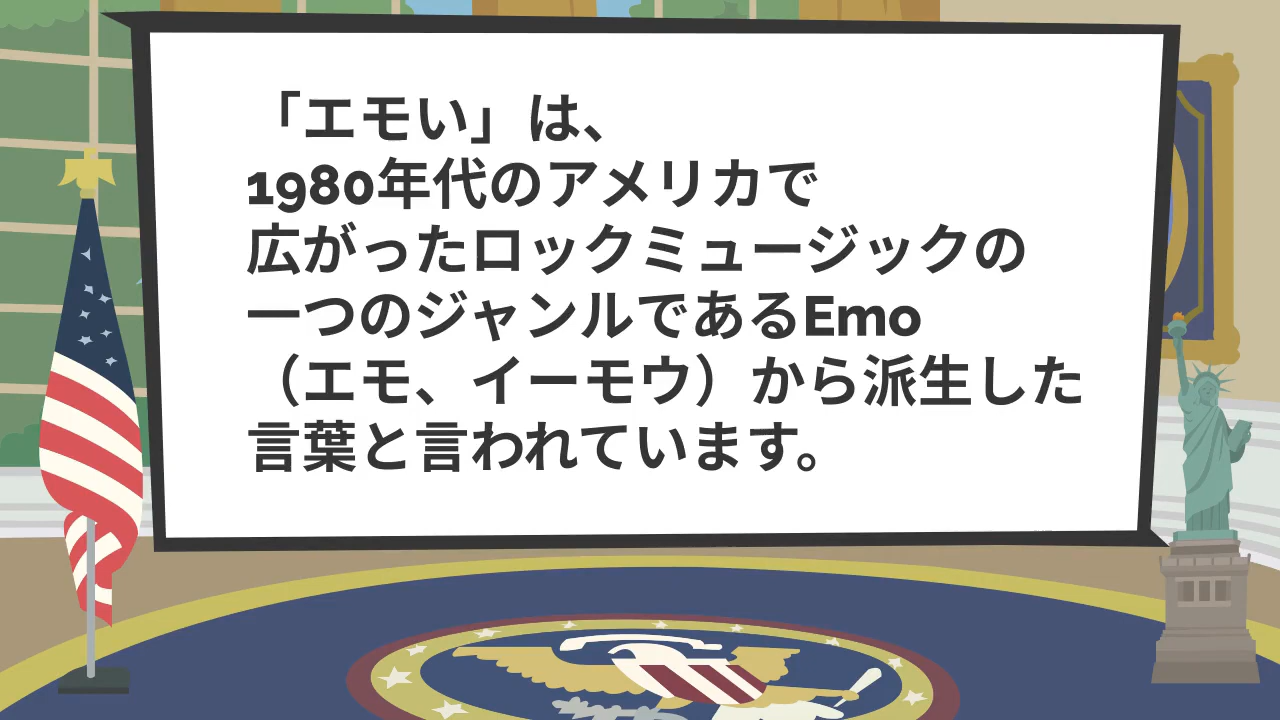 「エモい」は、
1980年代のアメリカで
広がったロックミュージックの
一つのジャンルであるEmo
（エモ、イーモウ）から派生した
言葉と言われています。